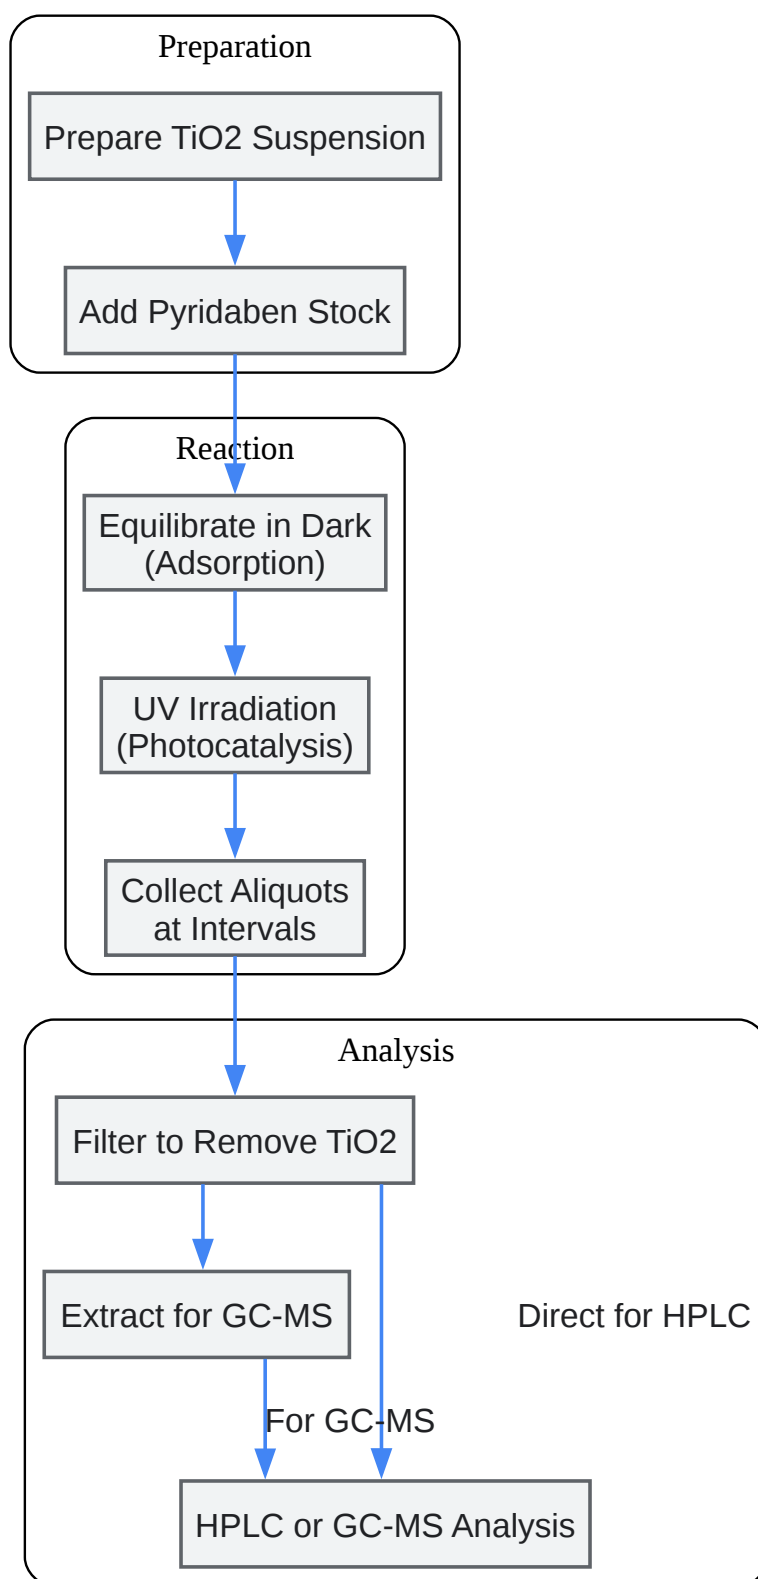 Preparation
Prepare TiO2 Suspension
Add Pyridaben Stock
Reaction
Equilibrate in Dark
(Adsorption)
UV Irradiation
(Photocatalysis)
Collect Aliquots
at Intervals
Analysis
Filter to Remove TiO2
Extract for GC-MS
Direct for HPLC
For GC-MS
HPLC or GC-MS Analysis